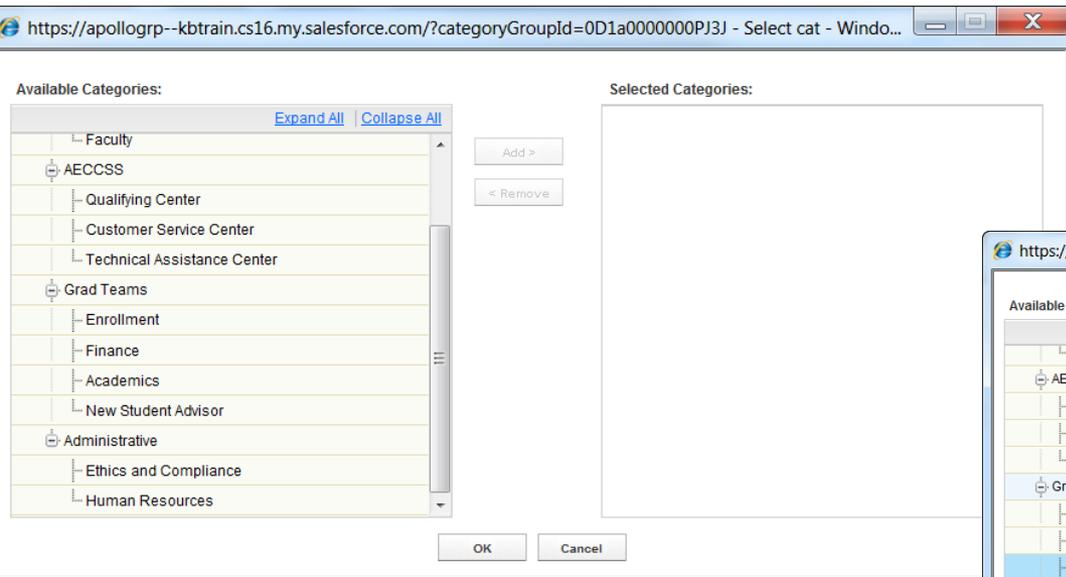 https://apollogrp--kbtrain.cs16.my.salesforce.com/?categoryGroupId=0D1a0000000PJ3J - Select cat - Windo...
Available Categories:
Selected Categories:
Expand All | Collapse All
Faculty
Add >
AECCSS
< Remove
Qualifying Center
Customer Service Center
https:/
Technical Assistance Center
Grad Teams
Available
Enrollment
Finance
Academics
AE
New Student Advisor
Administrative
Ethics and Compliance
Gr
Human Resources
OK
Cancel